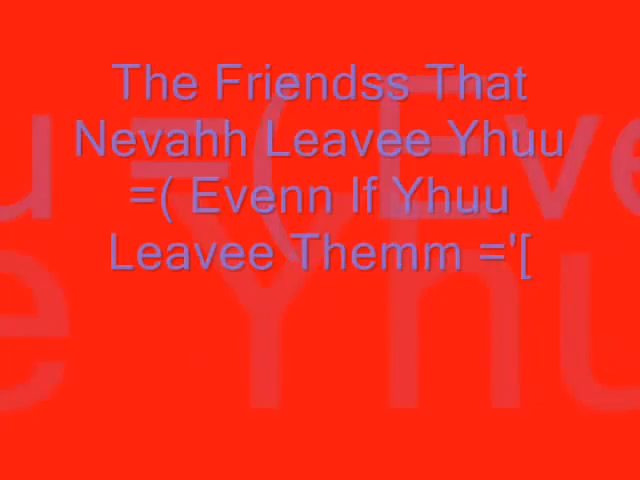 The Friendss That
Nevahh Leavee Yhuu
=( Evenn If Yhuu
Leavee Themm ='[